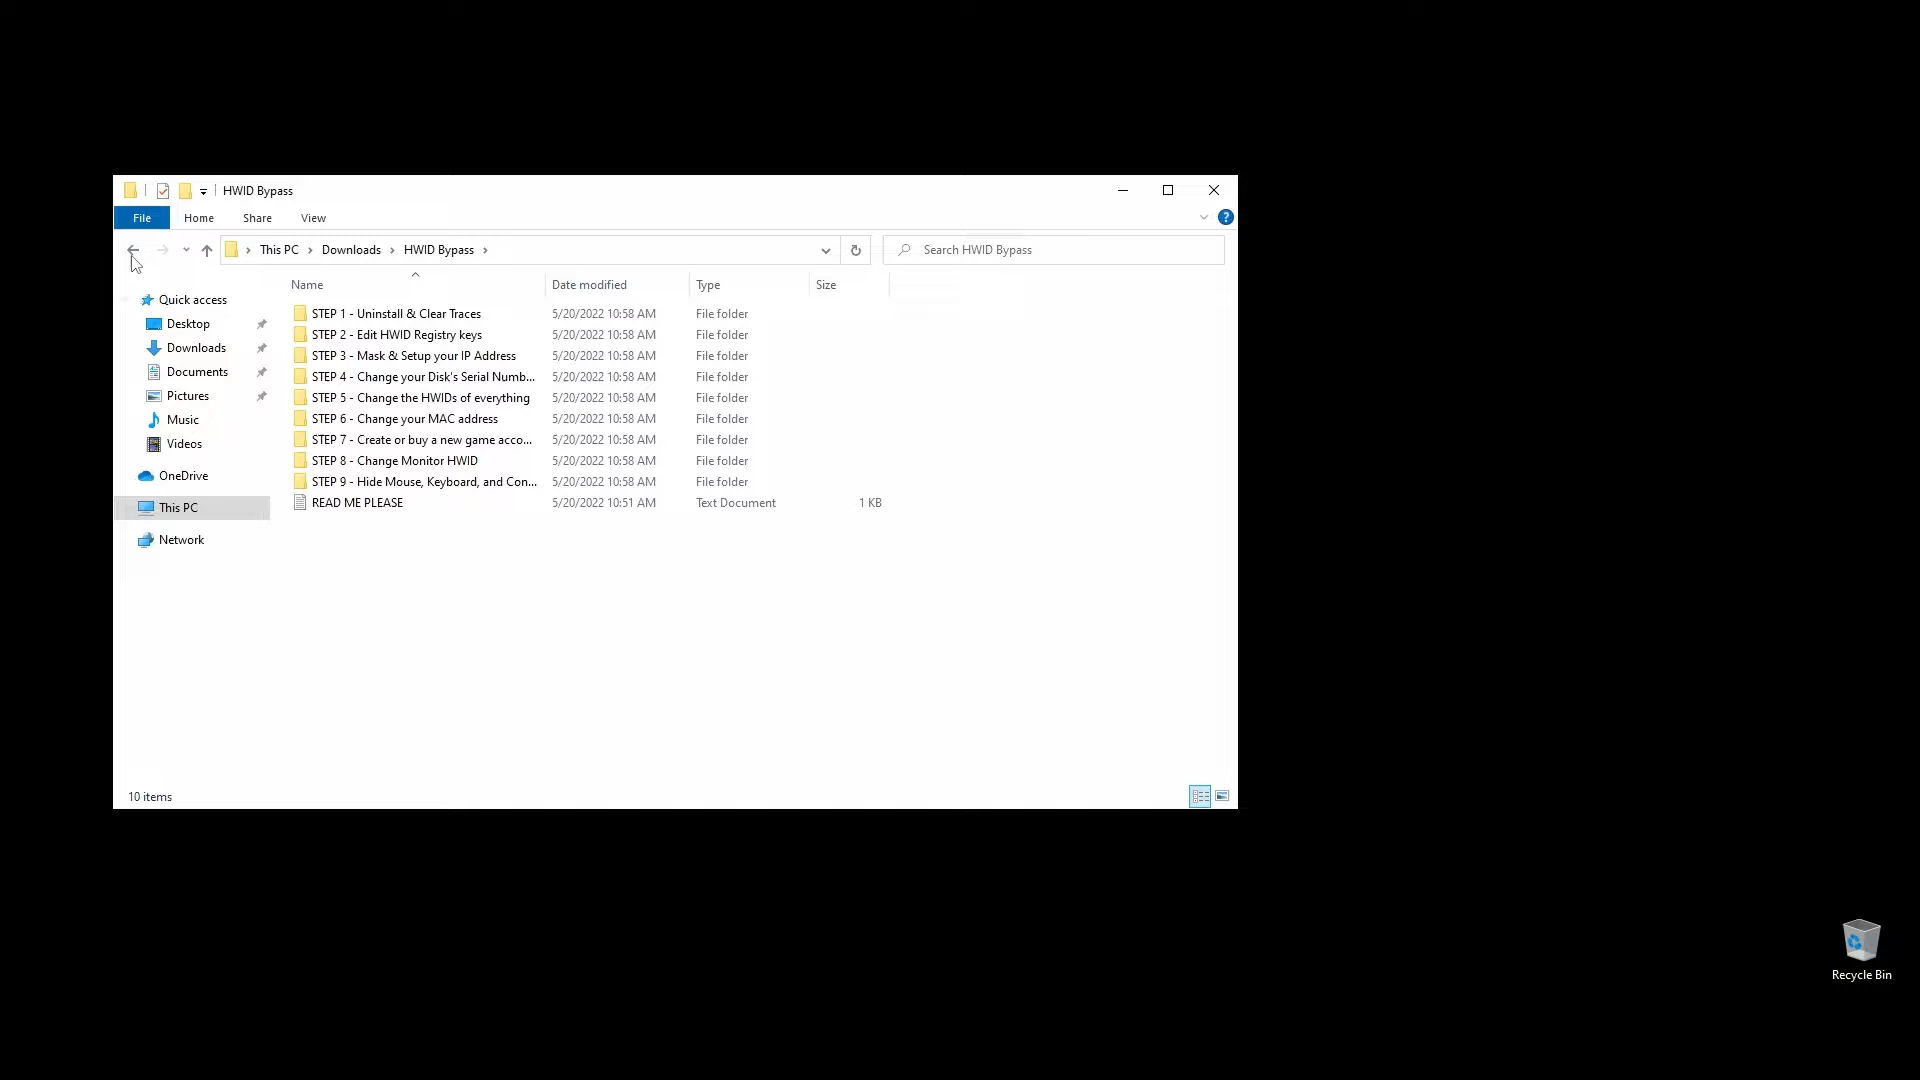 HWID Bypass
File Home Share View
This PC Downloads HWID Bypass Search HWID Bypass
Name Date modified Type Size
Quick access
Desktop
Downloads
Documents
Pictures
Music
Videos
OneDrive
This PC
Network
STEP 1 - Uninstall & Clear Traces 5/20/2022 10:58 AM File folder
STEP 2 - Edit HWID Registry keys 5/20/2022 10:58 AM File folder
STEP 3 - Mask & Setup your IP Address 5/20/2022 10:58 AM File folder
STEP 4 - Change your Disk's Serial Numb... 5/20/2022 10:58 AM File folder
STEP 5 - Change the HWIDs of everything 5/20/2022 10:58 AM File folder
STEP 6 - Change your MAC address 5/20/2022 10:58 AM File folder
STEP 7 - Create or buy a new game acco... 5/20/2022 10:58 AM File folder
STEP 8 - Change Monitor HWID 5/20/2022 10:58 AM File folder
STEP 9 - Hide Mouse, Keyboard, and Con... 5/20/2022 10:58 AM File folder
READ ME PLEASE 5/20/2022 10:51 AM Text Document 1 KB
10 items
Recycle Bin